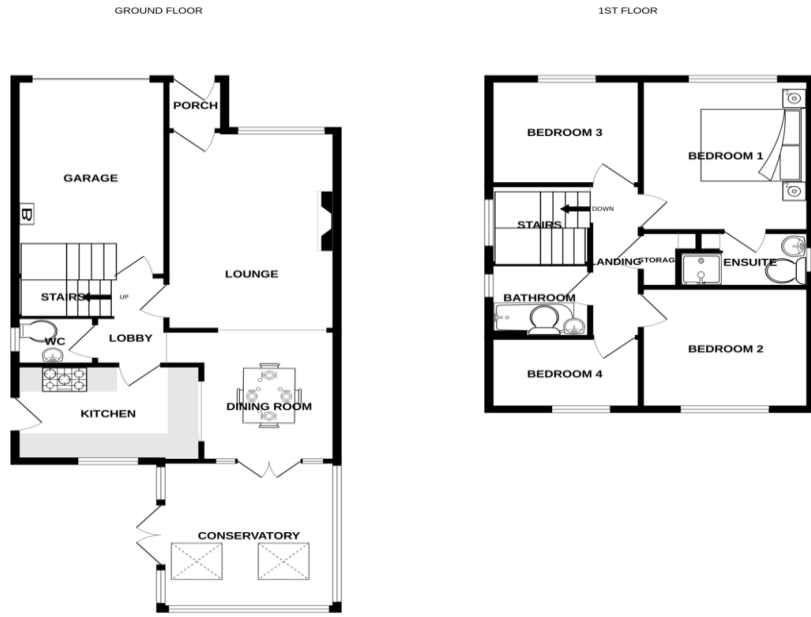 GROUND FLOOR
1ST FLOOR
PORCH
GARAGE
B
LOUNGE
STAIRS
UP
WC
LOBBY
KITCHEN
DINING ROOM
CONSERVATORY
BEDROOM 3
BEDROOM 1
DOWN
STAIRS
LANDING
STORAG
ENSUITE
BATHROOM
BEDROOM 2
BEDROOM 4